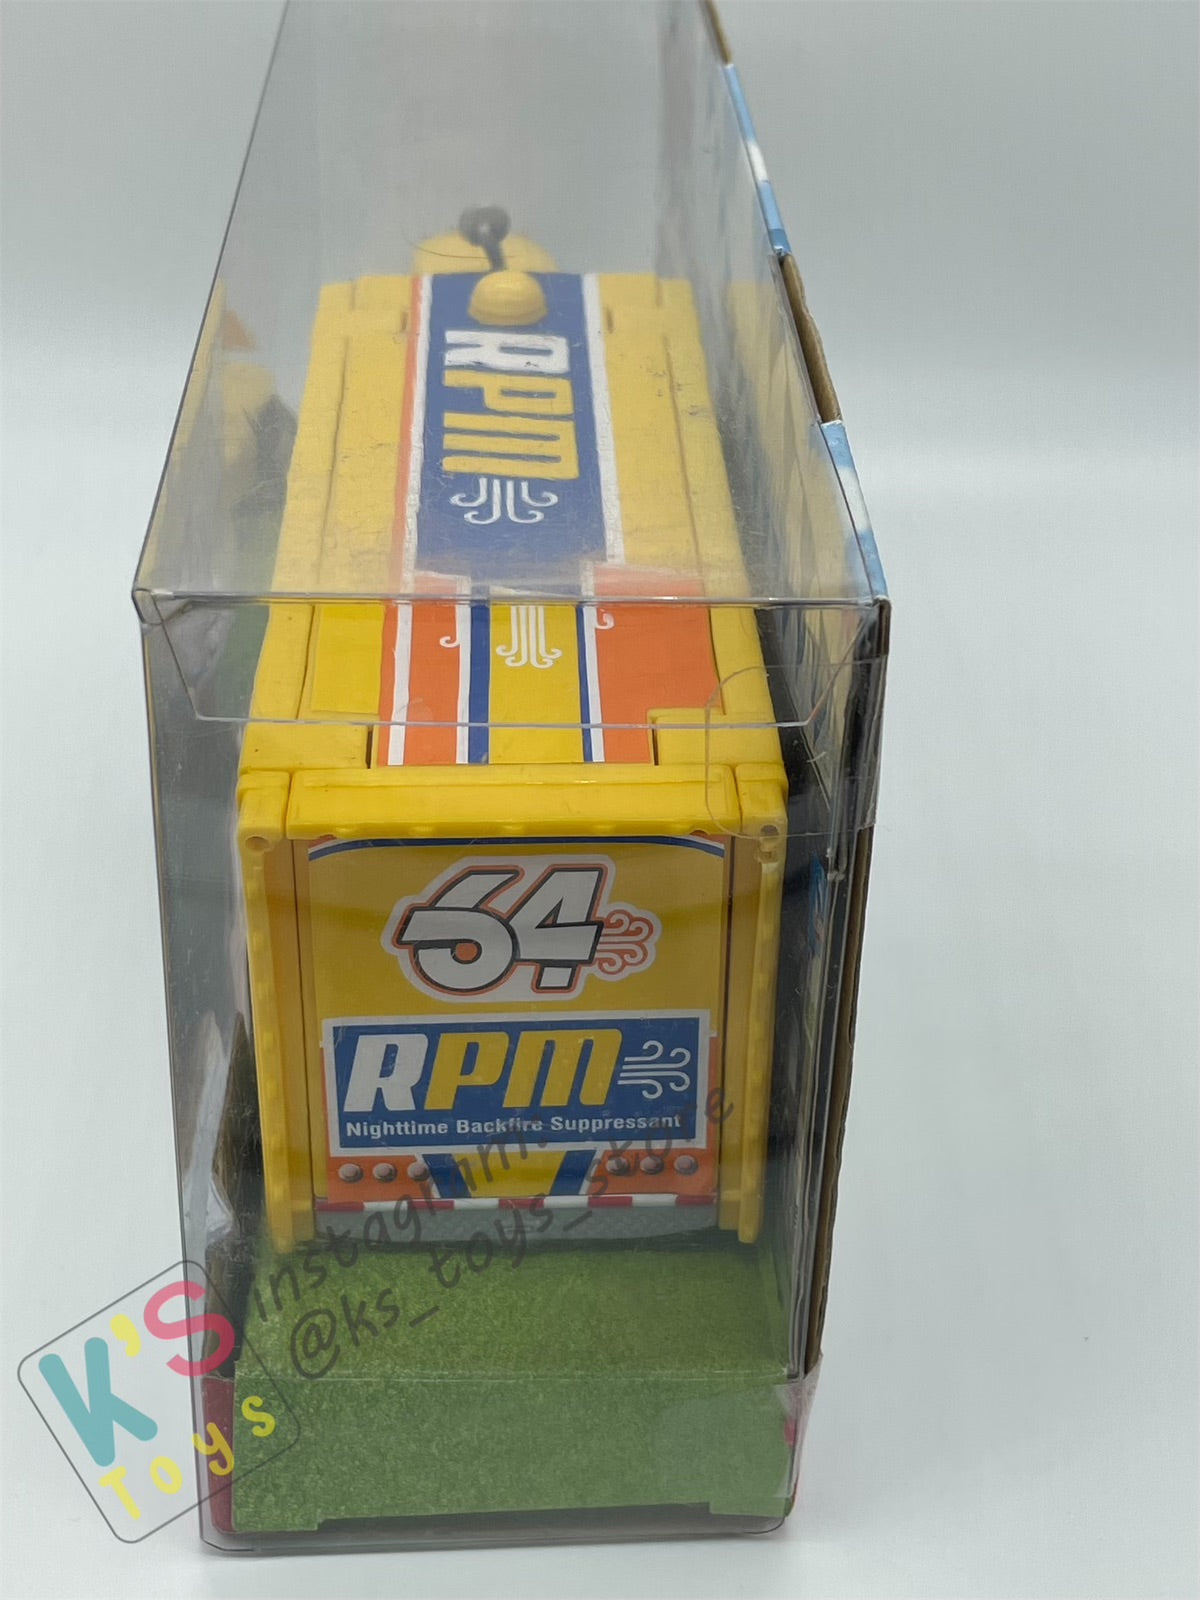 RPM
64
RPM
Nighttime Backfire Suppressant
instagram:
@ks_toys_store
K'S
Toys